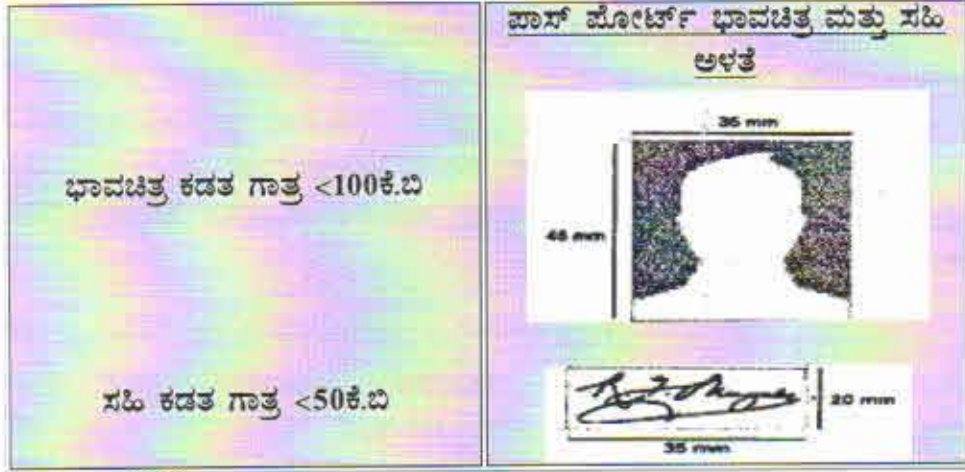 ಭಾವಚಿತ್ರ ಕಡತ ಗಾತ್ರ <100ಕೆ.ಬಿ
ಸಹಿ ಕಡತ ಗಾತ್ರ <50ಕೆ.ಬಿ
ಪಾಸ್ ಪೋರ್ಟ್ ಭಾವಚಿತ್ರ ಮತ್ತು ಸಹಿ
ಅಳತೆ
35 mm
45 mm
20 mm
35 mm